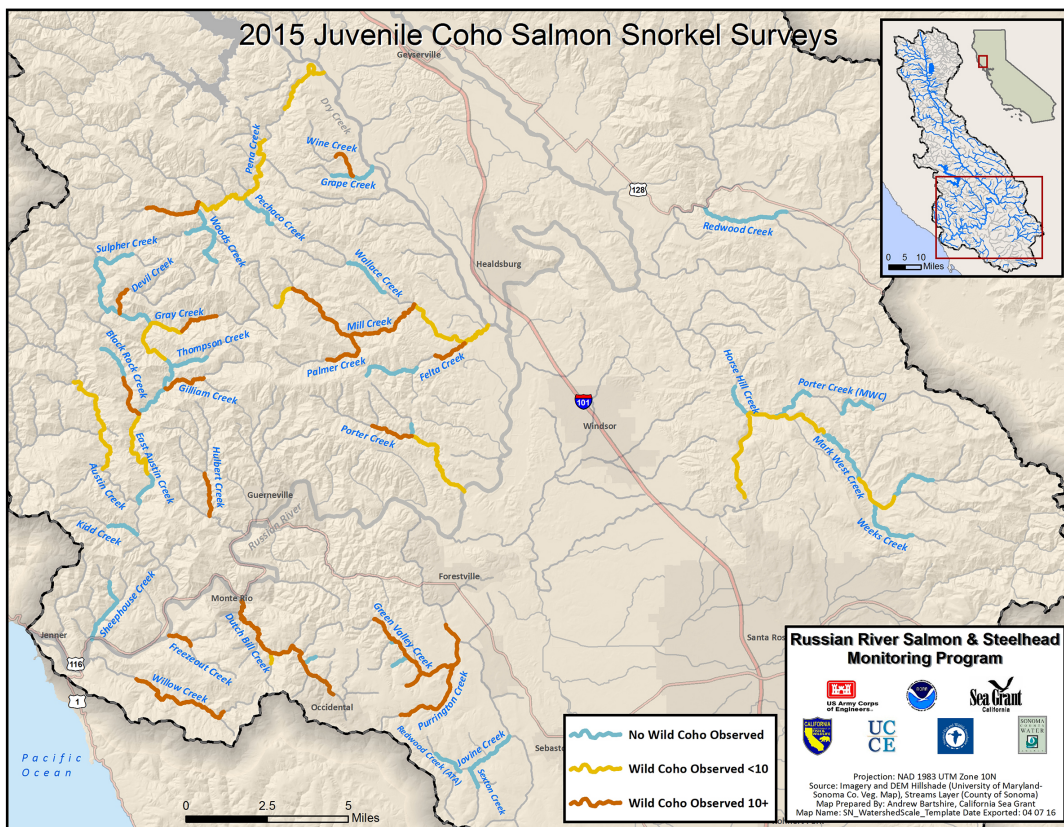 2015 Juvenile Coho Salmon Snorkel Surveys
Geyserville
Dry Creek
Wine Creek
Grape Creek
Pena Creek
Pechaco Creek
Woods Creek
Sulpher Creek
Devil Creek
Gray Creek
Wallace Creek
Healdsburg
128
Redwood Creek
Black Rock Creek
Thompson Creek
Gilliam Creek
Mill Creek
Palmer Creek
Felta Creek
101
Windsor
Horse Hill Creek
Porter Creek (MWC)
Mark West Creek
Weeks Creek
Porter Creek
Austin Creek
East Austin Creek
Hulbert Creek
Guerneville
Russian River
Kidd Creek
Sheephouse Creek
Monte Rio
Forestville
Jenner
116
1
Freezeout Creek
Dutch Bill Creek
Green Valley Creek
Willow Creek
Occidental
Purrington Creek
Redwood Creek (ATA)
Jovine Creek
Sexton Creek
Pacific
Ocean
0 2.5 5
Miles
0 5 10
Miles
No Wild Coho Observed
Wild Coho Observed <10
Wild Coho Observed 10+
Russian River Salmon & Steelhead
Monitoring Program
US Army Corps
of Engineers
Sea Grant
California
CALIFORNIA
UC
CE
SONOMA
COUNTY
WATER
Projection: NAD 1983 UTM Zone 10N
Source: Imagery and DEM Hillshade (University of Maryland-
Sonoma Co. Veg. Map), Streams Layer (County of Sonoma)
Map Prepared By: Andrew Bartshire, California Sea Grant
Map Name: SN_WatershedScale_Template Date Exported: 04 07 16